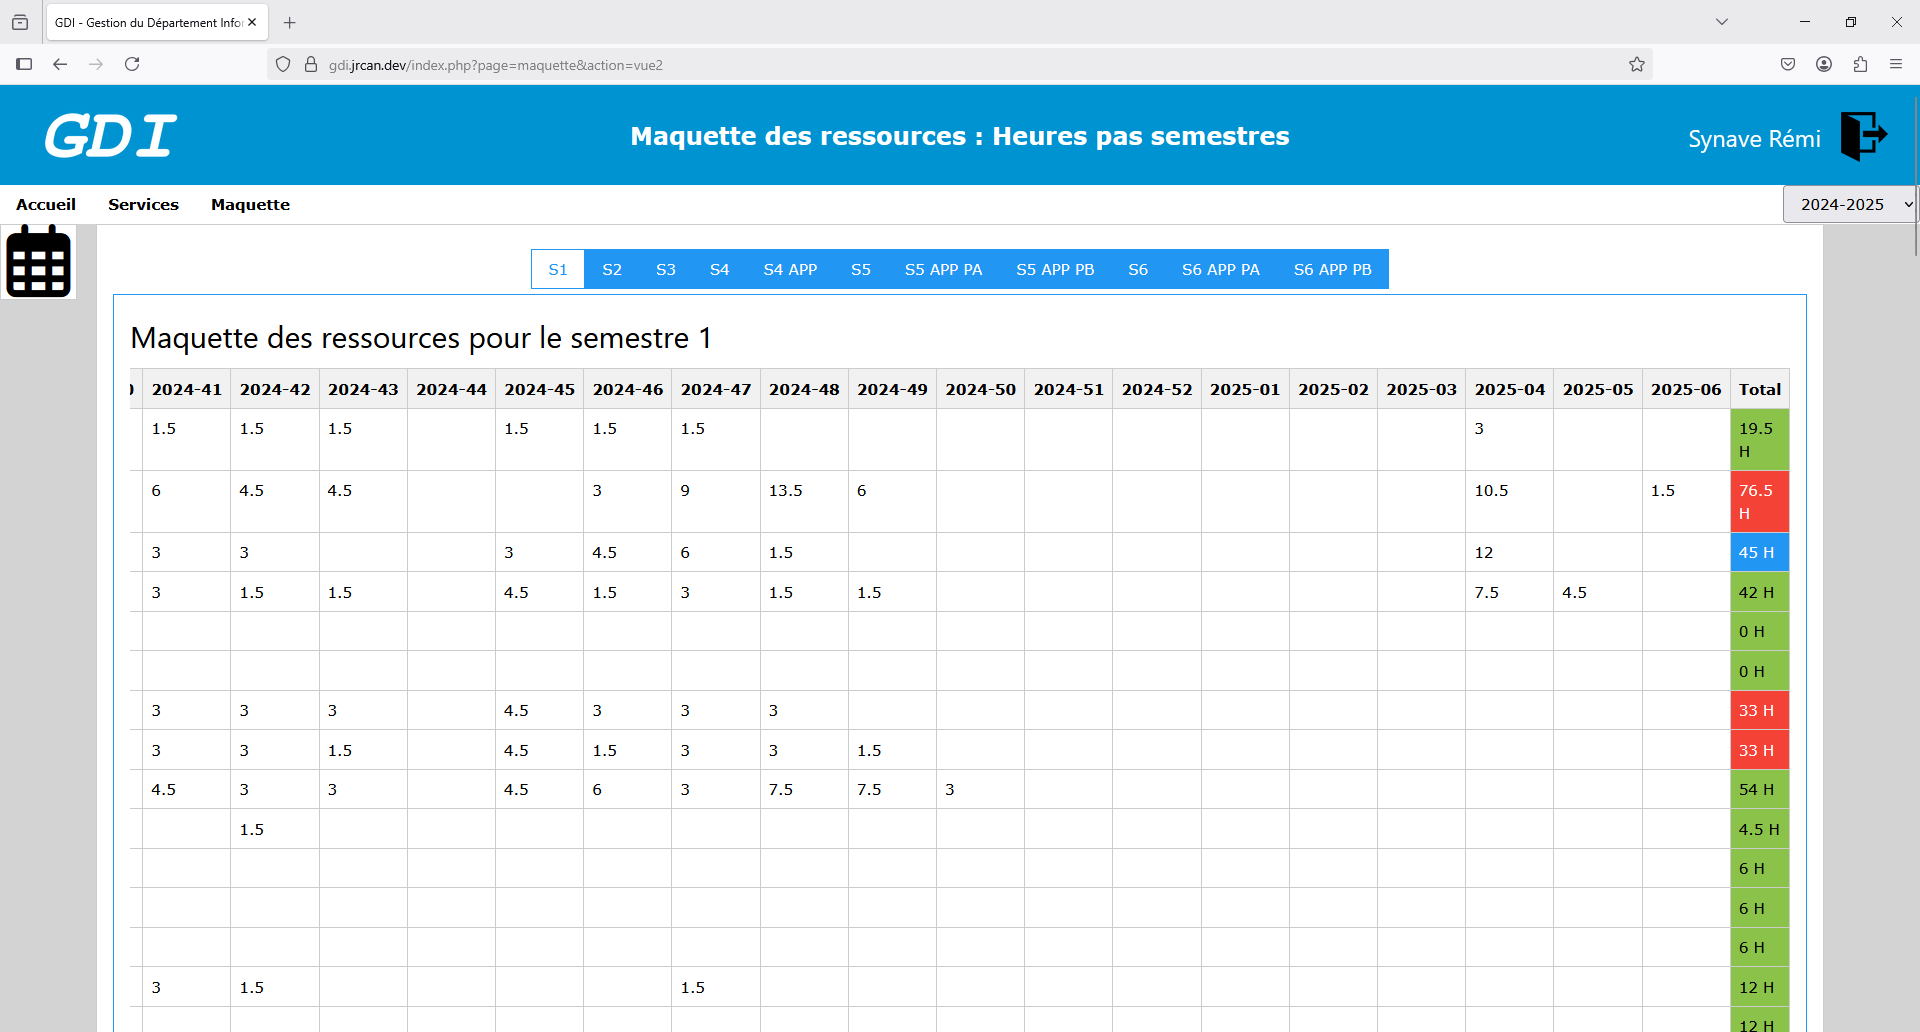 GDI - Gestion du Département Infor
gdi.jrcan.dev/index.php?page=maquette&action=vue2
GDI
Maquette des ressources : Heures pas semestres
Synave Rémi
Accueil Services Maquette
2024-2025
S1 S2 S3 S4 S4 APP S5 S5 APP PA S5 APP PB S6 S6 APP PA S6 APP PB
Maquette des ressources pour le semestre 1
2024-41 2024-42 2024-43 2024-44 2024-45 2024-46 2024-47 2024-48 2024-49 2024-50 2024-51 2024-52 2025-01 2025-02 2025-03 2025-04 2025-05 2025-06 Total
1.5 1.5 1.5 1.5 1.5 1.5 3 19.5
H
6 4.5 4.5 3 9 13.5 6 10.5 1.5 76.5
H
3 3 3 4.5 6 1.5 12 45 H
3 1.5 1.5 4.5 1.5 3 1.5 1.5 7.5 4.5 42 H
0 H
0 H
3 3 3 4.5 3 3 3 33 H
3 3 1.5 4.5 1.5 3 3 1.5 33 H
4.5 3 3 4.5 6 3 7.5 7.5 3 54 H
1.5 4.5 H
6 H
6 H
6 H
3 1.5 1.5 12 H
12 H